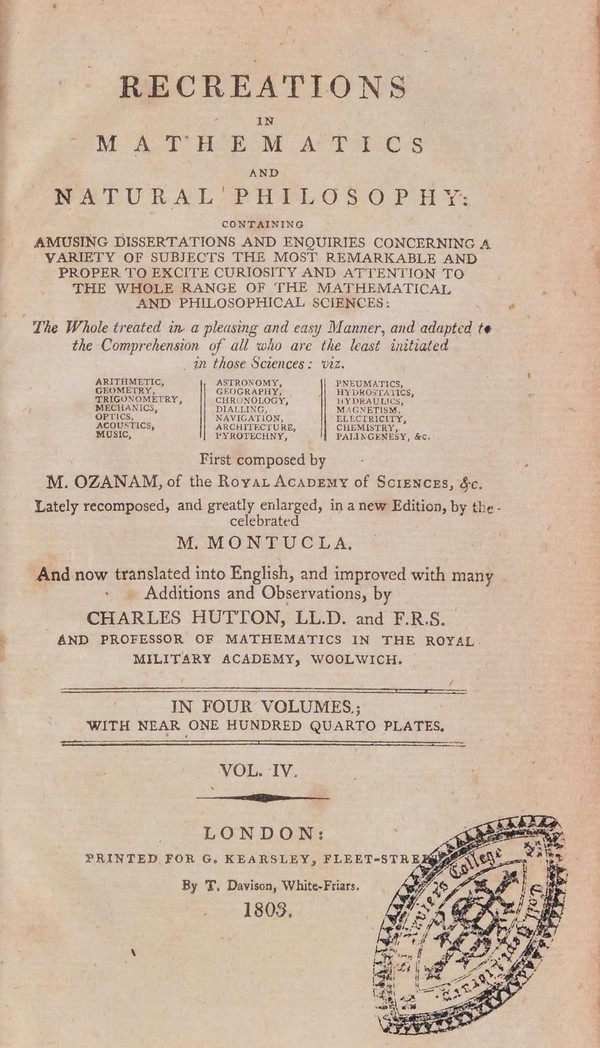 RECREATIONS
IN
MATHEMATICS
AND
NATURAL PHILOSOPHY:
CONTAINING
AMUSING DISSERTATIONS AND ENQUIRIES CONCERNING A
VARIETY OF SUBJECTS THE MOST REMARKABLE AND
PROPER TO EXCITE CURIOSITY AND ATTENTION TO
THE WHOLE RANGE OF THE MATHEMATICAL
AND PHILOSOPHICAL SCIENCES:
The Whole treated in a pleasing and easy Manner, and adapted to
the Comprehension of all who are the least initiated
in those Sciences: viz.
ARITHMETIC,
GEOMETRY,
TRIGONOMETRY,
MECHANICS,
OPTICS,
ACOUSTICS,
MUSIC,
ASTRONOMY,
GEOGRAPHY,
CHRONOLOGY,
DIALLING,
NAVIGATION,
ARCHITECTURE,
PYROTECHNY,
PNEUMATICS,
HYDROSTATICS,
HYDRAULICS,
MAGNETISM,
ELECTRICITY,
CHEMISTRY,
PALINGENESY, &c.
First composed by
M. OZANAM, of the ROYAL ACADEMY of SCIENCES, &c.
Lately recomposed, and greatly enlarged, in a new Edition, by the
celebrated
M. MONTUCLA.
And now translated into English, and improved with many
Additions and Observations, by
CHARLES HUTTON, LL.D. and F.R.S.
AND PROFESSOR OF MATHEMATICS IN THE ROYAL
MILITARY ACADEMY, WOOLWICH.
IN FOUR VOLUMES,;
WITH NEAR ONE HUNDRED QUARTO PLATES.
VOL. IV.
LONDON:
PRINTED FOR G. KEARSLEY, FLEET-STREET
By T. Davison, White-Friars.
1803.
St Xavier's College
Library